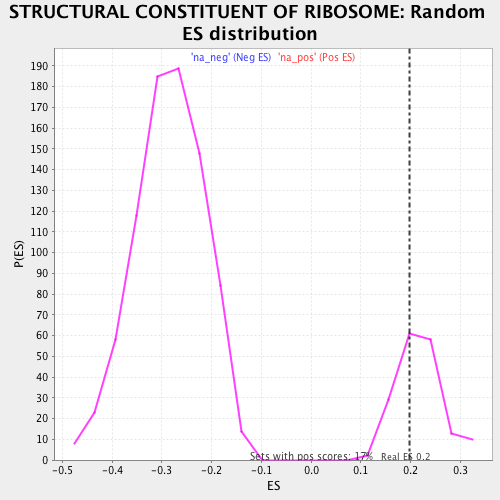 STRUCTURAL CONSTITUENT OF RIBOSOME: Random
ES distribution
'na_neg' (Neg ES) 'na_pos' (Pos ES)
190
180
170
160
150
140
130
120
110
100
90
80
70
60
50
40
30
20
10
0
P(ES)
Sets with pos scores: 17% Real ES 0.2
-0.5 -0.4 -0.3 -0.2 -0.1 0.0 0.1 0.2 0.3
ES